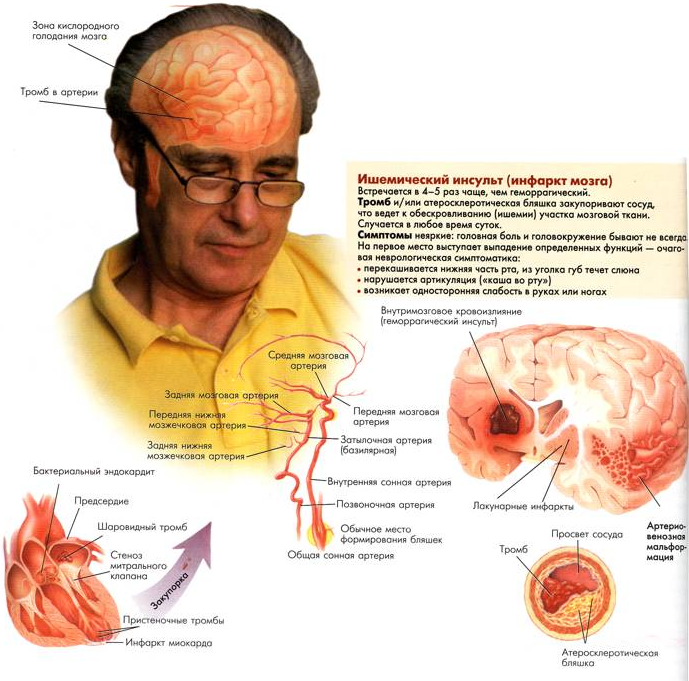 Зона кислородного
голодания мозга
Тромб в артерии
Ишемический инсульт (инфаркт мозга)
Встречается в 4–5 раз чаще, чем геморрагический.
Тромб и/или атеросклеротическая бляшка закупоривают сосуд,
что ведет к обескровливанию (ишемии) участка мозговой ткани.
Случается в любое время суток.
Симптомы неяркие: головная боль и головокружение бывают не всегда.
На первое место выступает выпадение определенных функций — очаго-
вая неврологическая симптоматика:
• перекашивается нижняя часть рта, из уголка губ течет слюна
• нарушается артикуляция («каша во рту»)
• возникает односторонняя слабость в руках или ногах
Внутримозговое кровоизлияние
(геморрагический инсульт)
Средняя мозговая
артерия
Задняя мозговая артерия
Передняя нижняя
мозжечковая артерия
Задняя нижняя
мозжечковая артерия
Передняя мозговая
артерия
Затылочная артерия
(базилярная)
Внутренняя сонная артерия
Позвоночная артерия
Обычное место
формирования бляшек
Общая сонная артерия
Лакунарные инфаркты
Артерио-
венозная
мальфор-
мация
Бактериальный эндокардит
Предсердие
Шаровидный тромб
Стеноз
митрального
клапана
Закупорка
Пристеночные тромбы
Инфаркт миокарда
Просвет сосуда
Тромб
Атеросклеротическая
бляшка